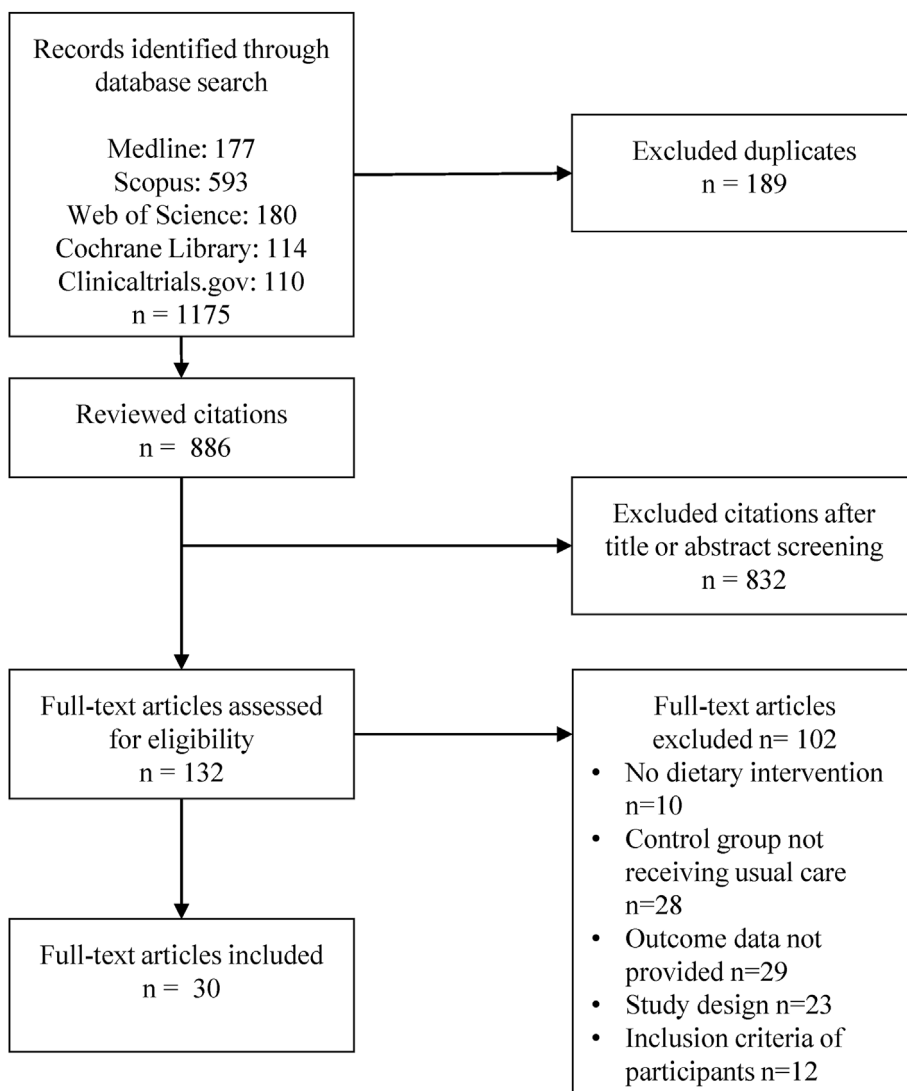 Records identified through
database search
Medline: 177
Scopus: 593
Web of Science: 180
Cochrane Library: 114
Clinicaltrials.gov: 110
n = 1175
Excluded duplicates
n = 189
Reviewed citations
n = 886
Excluded citations after
title or abstract screening
n = 832
Full-text articles assessed
for eligibility
n = 132
Full-text articles
excluded n= 102
• No dietary intervention
n=10
• Control group not
receiving usual care
n=28
• Outcome data not
provided n=29
• Study design n=23
• Inclusion criteria of
participants n=12
Full-text articles included
n = 30